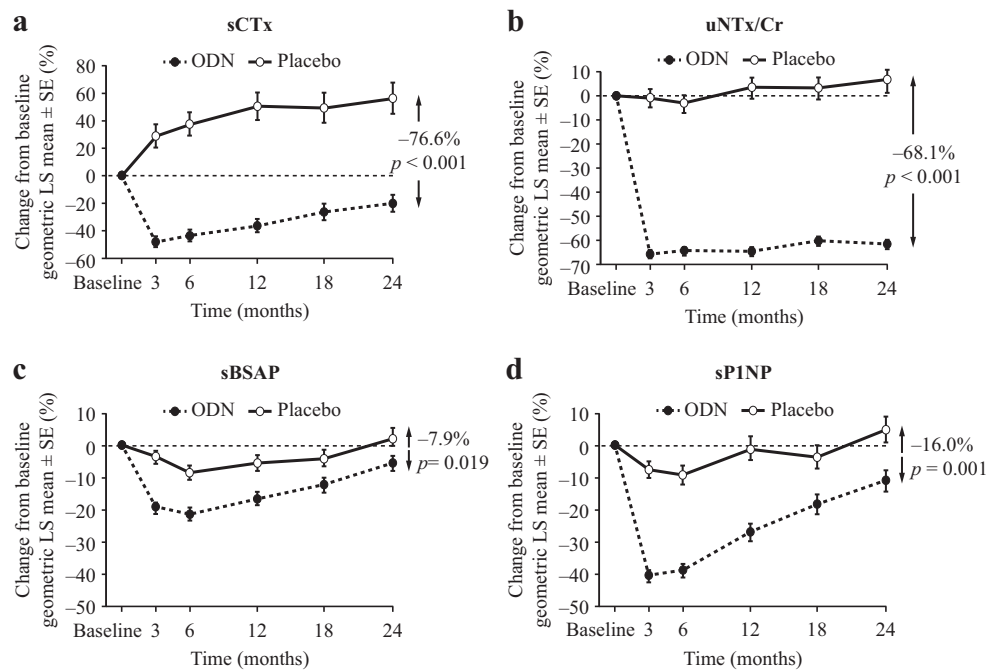 a
sCTx
ODN Placebo
Change from baseline
geometric LS mean ± SE (%)
80
60
40
20
0
–20
–40
–60
–76.6%
p < 0.001
Baseline 3 6 12 18 24
Time (months)
b
uNTx/Cr
ODN Placebo
Change from baseline
geometric LS mean ± SE (%)
10
0
–10
–20
–30
–40
–50
–60
–70
–68.1%
p < 0.001
Baseline 3 6 12 18 24
Time (months)
c
sBSAP
ODN Placebo
Change from baseline
geometric LS mean ± SE (%)
10
0
–10
–20
–30
–40
–50
–7.9%
p= 0.019
Baseline 3 6 12 18 24
Time (months)
d
sP1NP
ODN Placebo
Change from baseline
geometric LS mean ± SE (%)
10
0
–10
–20
–30
–40
–50
–16.0%
p = 0.001
Baseline 3 6 12 18 24
Time (months)